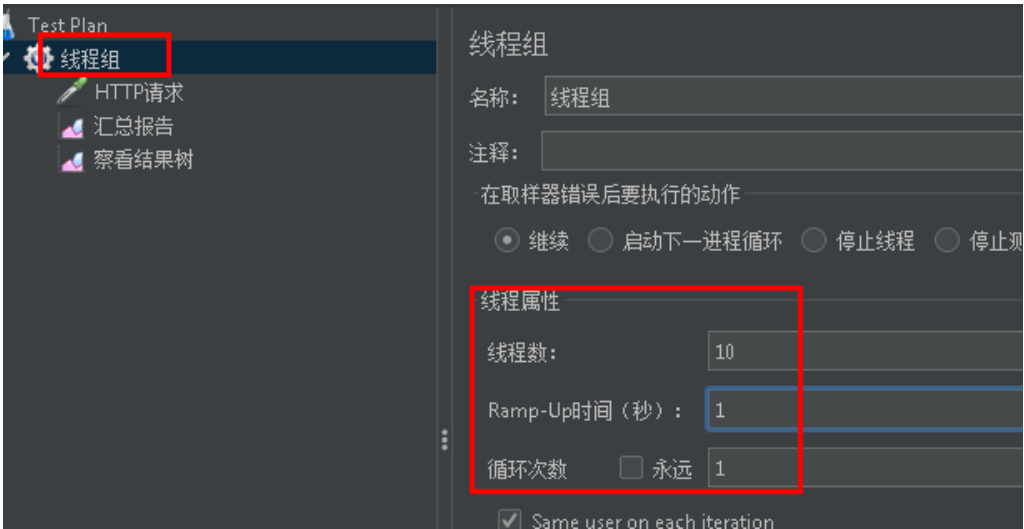 Test Plan
线程组
HTTP请求
汇总报告
察看结果树
线程组
名称： 线程组
注释：
在取样器错误后要执行的动作
继续 启动下一进程循环 停止线程 停止测
线程属性
线程数： 10
Ramp-Up时间（秒）： 1
循环次数 永远 1
Same user on each iteration